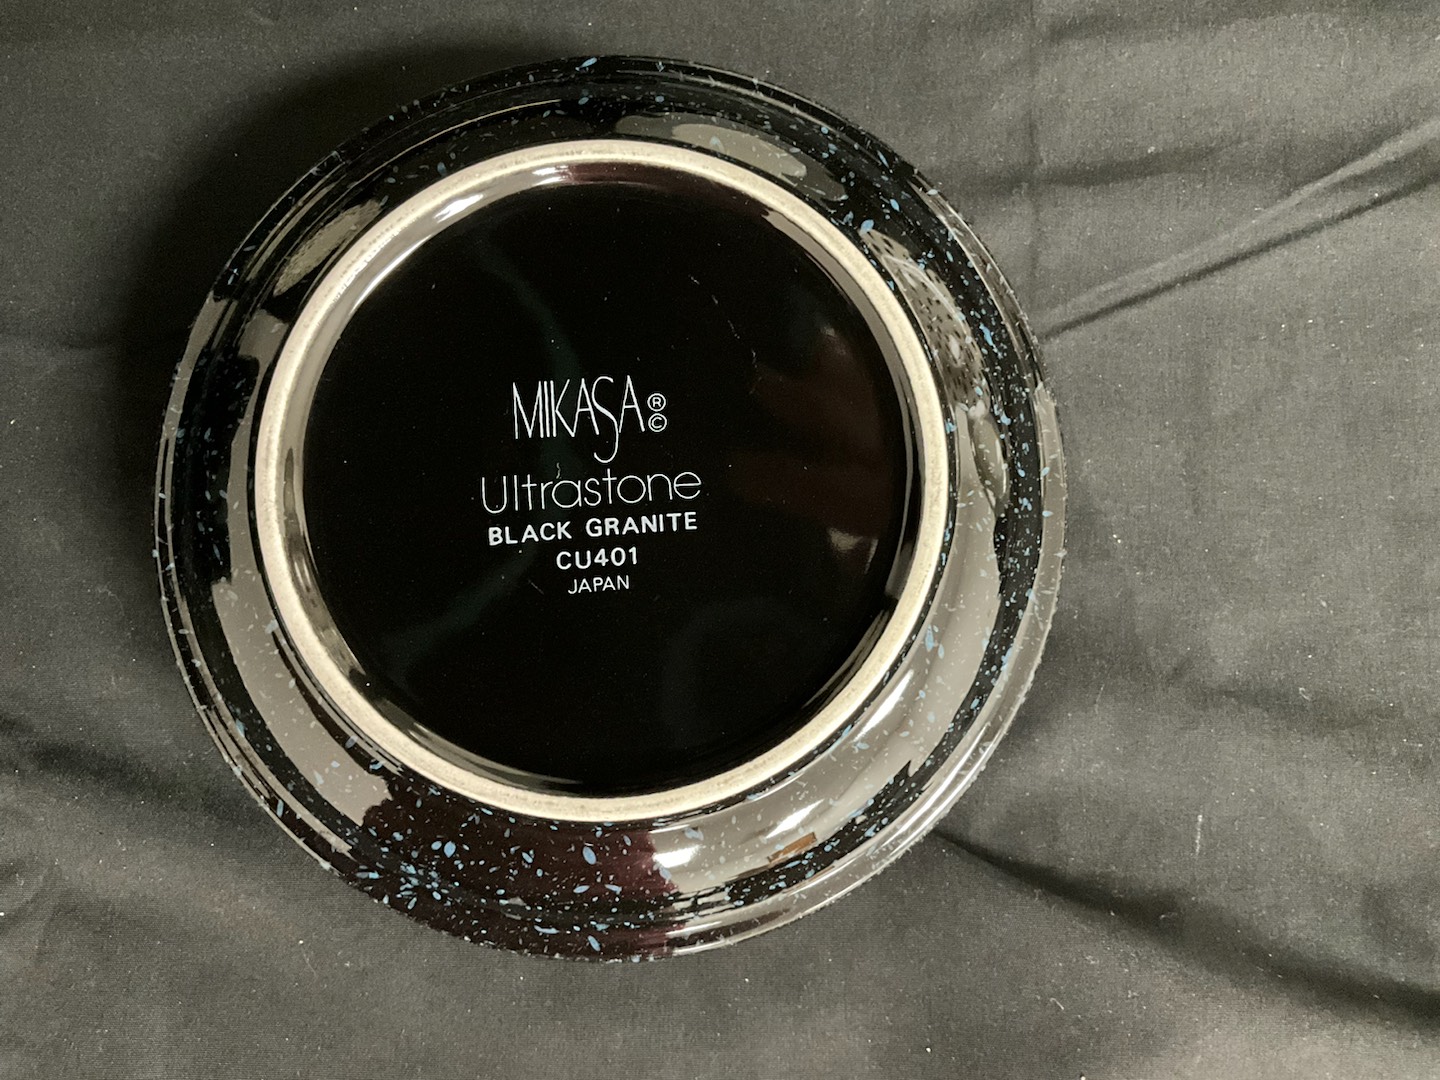 MIKASA ®
©
Ultrastone
BLACK GRANITE
CU401
JAPAN